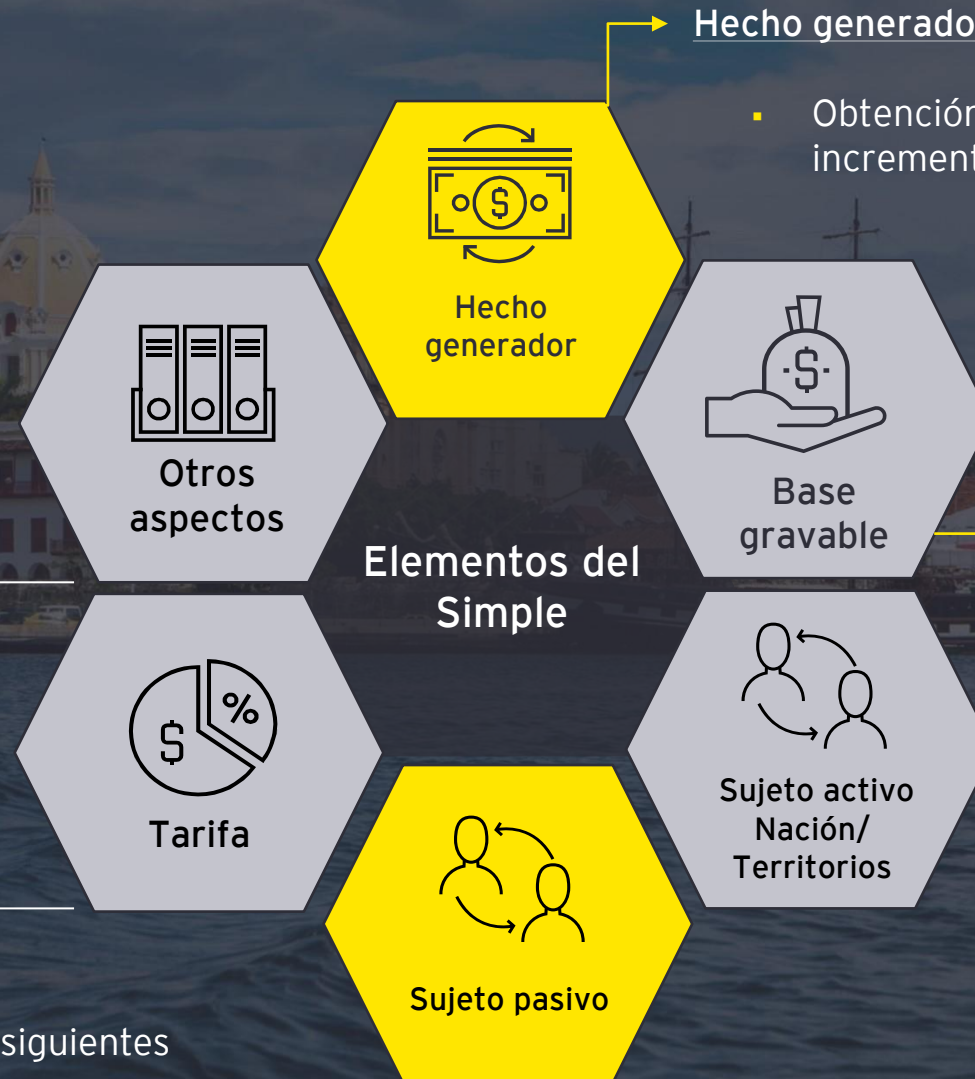 Hecho generado
Obtención
increment
Hecho
generador
Otros
aspectos
Base
gravable
Elementos del
Simple
Tarifa
Sujeto activo
Nación/
Territorios
Sujeto pasivo
siguientes